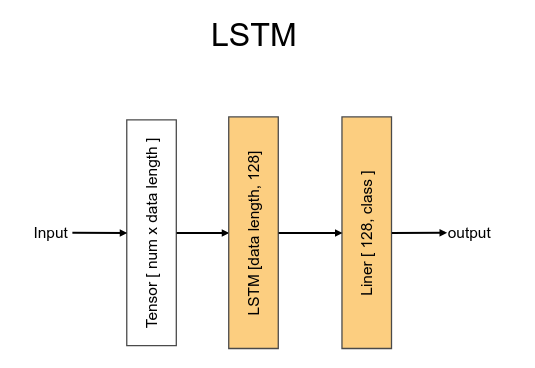 LSTM
Input
Tensor [ num x data length ]
LSTM [data length, 128]
Liner [ 128, class ]
output